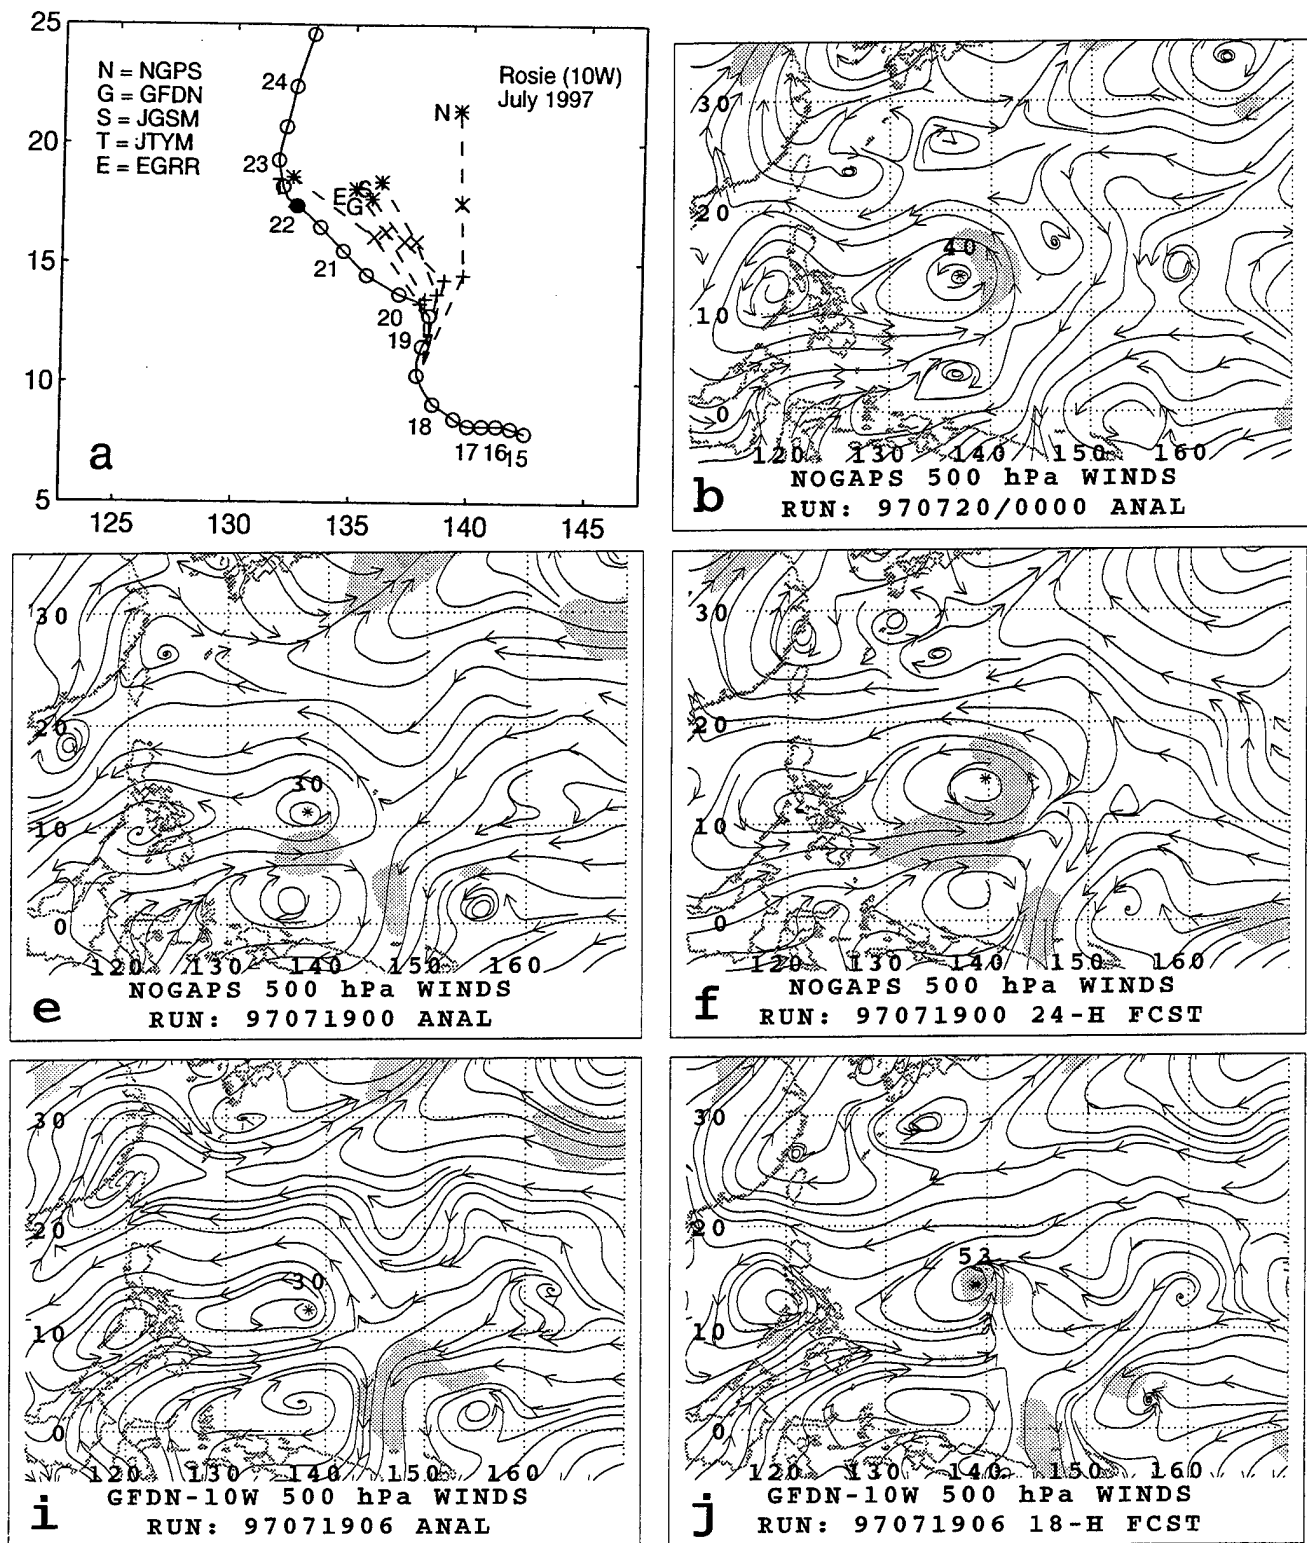 25
20
15
10
5
N = NGPS
G = GFDN
S = JGSM
T = JTYM
E = EGRR
Rosie (10W)
July 1997
24
23
22
21
20
19
18
17 16 15
N
E
G
S
a
125 130 135 140 145
30
20
40
10
0
120 130 140 150 160
NOGAPS 500 hPa WINDS
b
RUN: 970720/0000 ANAL
30
20
30
10
0
120 130 140 150 160
NOGAPS 500 hPa WINDS
e
RUN: 97071900 ANAL
30
20
10
0
120 130 140 150 160
NOGAPS 500 hPa WINDS
f
RUN: 97071900 24-H FCST
30
20
30
10
0
120 130 140 150 160
GFDN-10W 500 hPa WINDS
i
RUN: 97071906 ANAL
30
20
53
10
0
120 130 140 150 160
GFDN-10W 500 hPa WINDS
j
RUN: 97071906 18-H FCST